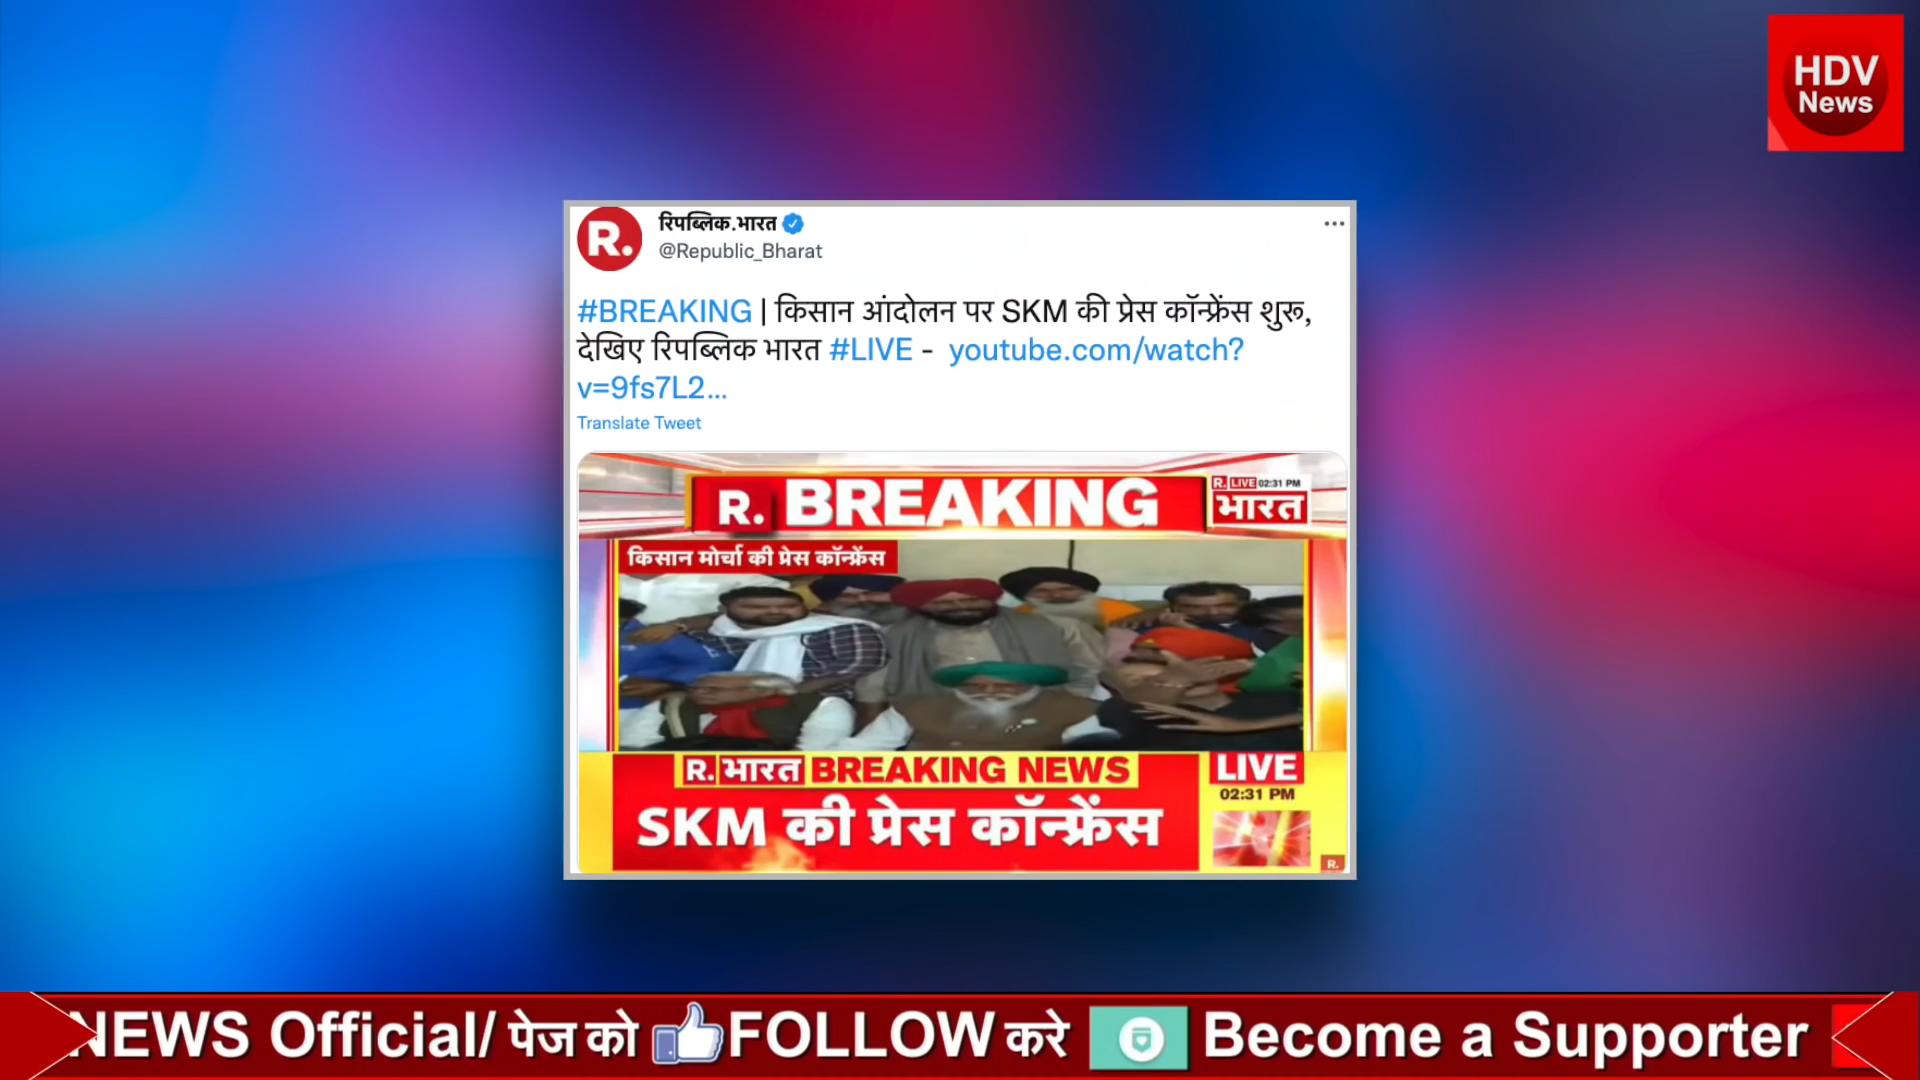 HDV
News
R.
रिपब्लिक.भारत
@Republic_Bharat
#BREAKING | किसान आंदोलन पर SKM की प्रेस कॉन्फ्रेंस शुरू,
देखिए रिपब्लिक भारत #LIVE - youtube.com/watch?
v=9fs7L2...
Translate Tweet
R. BREAKING
R. LIVE 02:31 PM
भारत
किसान मोर्चा की प्रेस कॉन्फ्रेंस
R. भारत BREAKING NEWS
LIVE
02:31 PM
SKM की प्रेस कॉन्फ्रेंस
R.
NEWS Official/ पेज को FOLLOW करे Become a Supporter